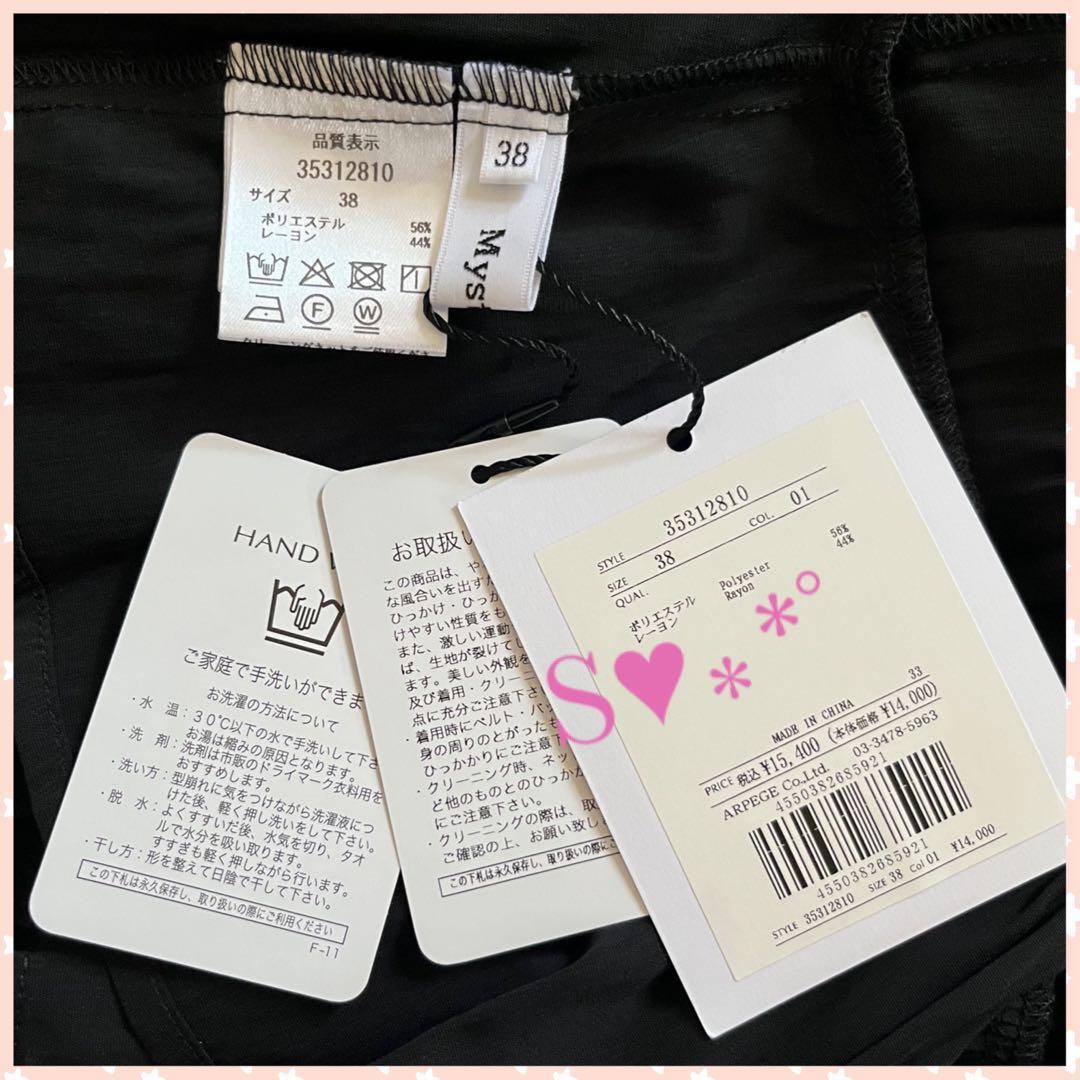 品質表示
35312810
サイズ 38
ポリエステル 56%
レーヨン 44%
F
W
38
Myst
HAND
ご家庭で手洗いができま
お洗濯の方法について
・水 温：30℃以下の水で手洗いして下さ
お湯は縮みの原因となります。
・洗 剤：洗剤は市販のドライマーク衣料用を
おすすめします。
・洗い方：型崩れに気をつけながら洗濯液につ
けた後、軽く押し洗いをして下さい。
・脱 水：よくすすいだ後、水気を切り、タオ
ルで水分を吸い取ります。
すすぎも軽く押しながら行います。
・干し方：形を整えて日陰で干して下さい。
この下札は永久保存し、取り扱いの際にご利用ください
F-11
お取扱い
この商品は、や
な風合いを出すた
ひっかけ・ひっか
けやすい性質をも
また、激しい運動
ば、生地が裂けてし
ます。美しい外観を
及び着用・クリーニ
点に充分ご注意下さ
・着用時にベルト・バッ
身の周りのとがったも
ひっかかりにご注意下
・クリーニング時、ネッ
ど他のものとのひっかか
にご注意下さい。
・クリーニングの際は、取
ご確認の上、お願い致しま
この下札は永久保存し、取り扱いの際にこ
STYLE 35312810
SIZE 38 COL. 01
QUAL.
ポリエステル Polyester 56%
レーヨン Rayon 44%
S♥**°
33
MADE IN CHINA
PRICE 税込 ¥15,400 (本体価格 ¥14,000)
ARPEGE Co.,Ltd. 03-3478-5963
4550382685921
4550382685921
STYLE 35312810 SIZE 38 Col 01 ¥14,000